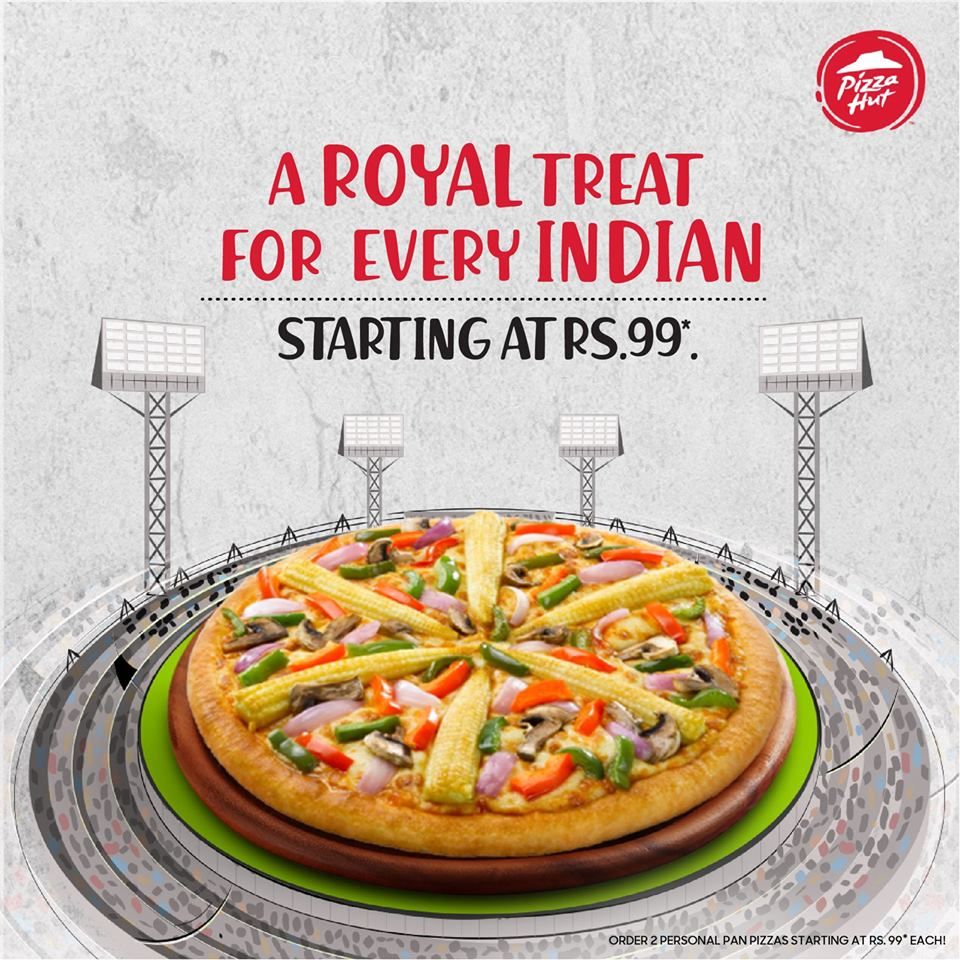 Pizza
Hut
A ROYAL TREAT
FOR EVERY INDIAN
STARTING AT RS.99*.
ORDER 2 PERSONAL PAN PIZZAS STARTING AT RS. 99* EACH!